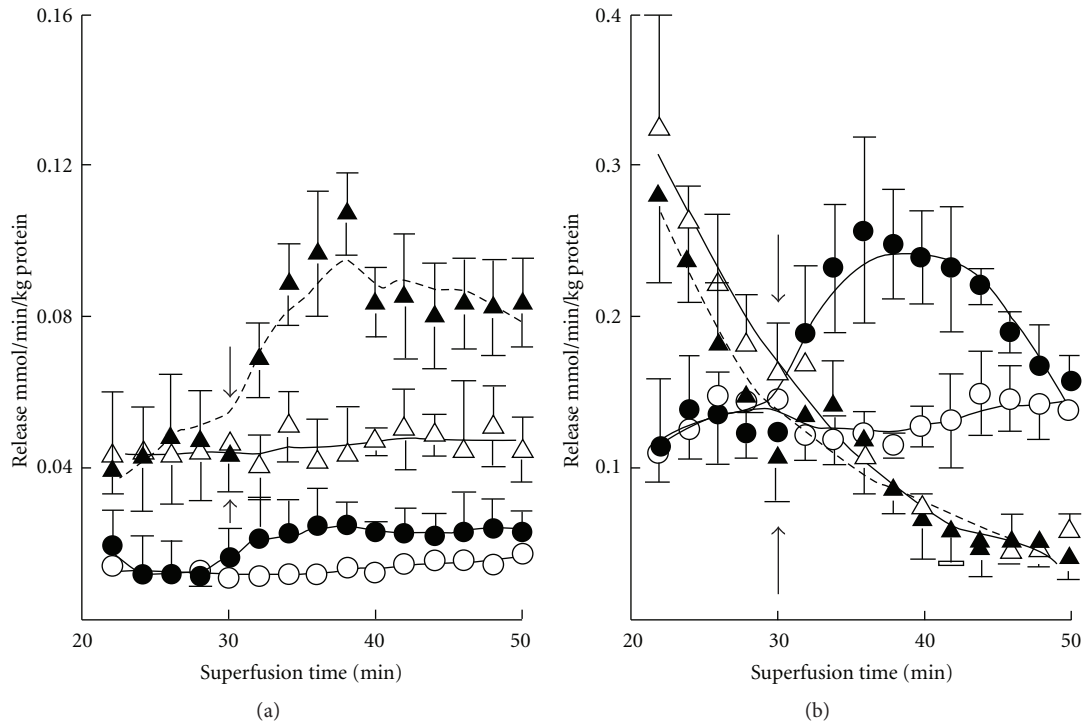 0.16
0.12
0.08
0.04
Release mmol/min/kg protein
20
30
40
50
Superfusion time (min)
(a)
0.4
0.3
0.2
0.1
Release mmol/min/kg protein
20
30
40
50
Superfusion time (min)
(b)